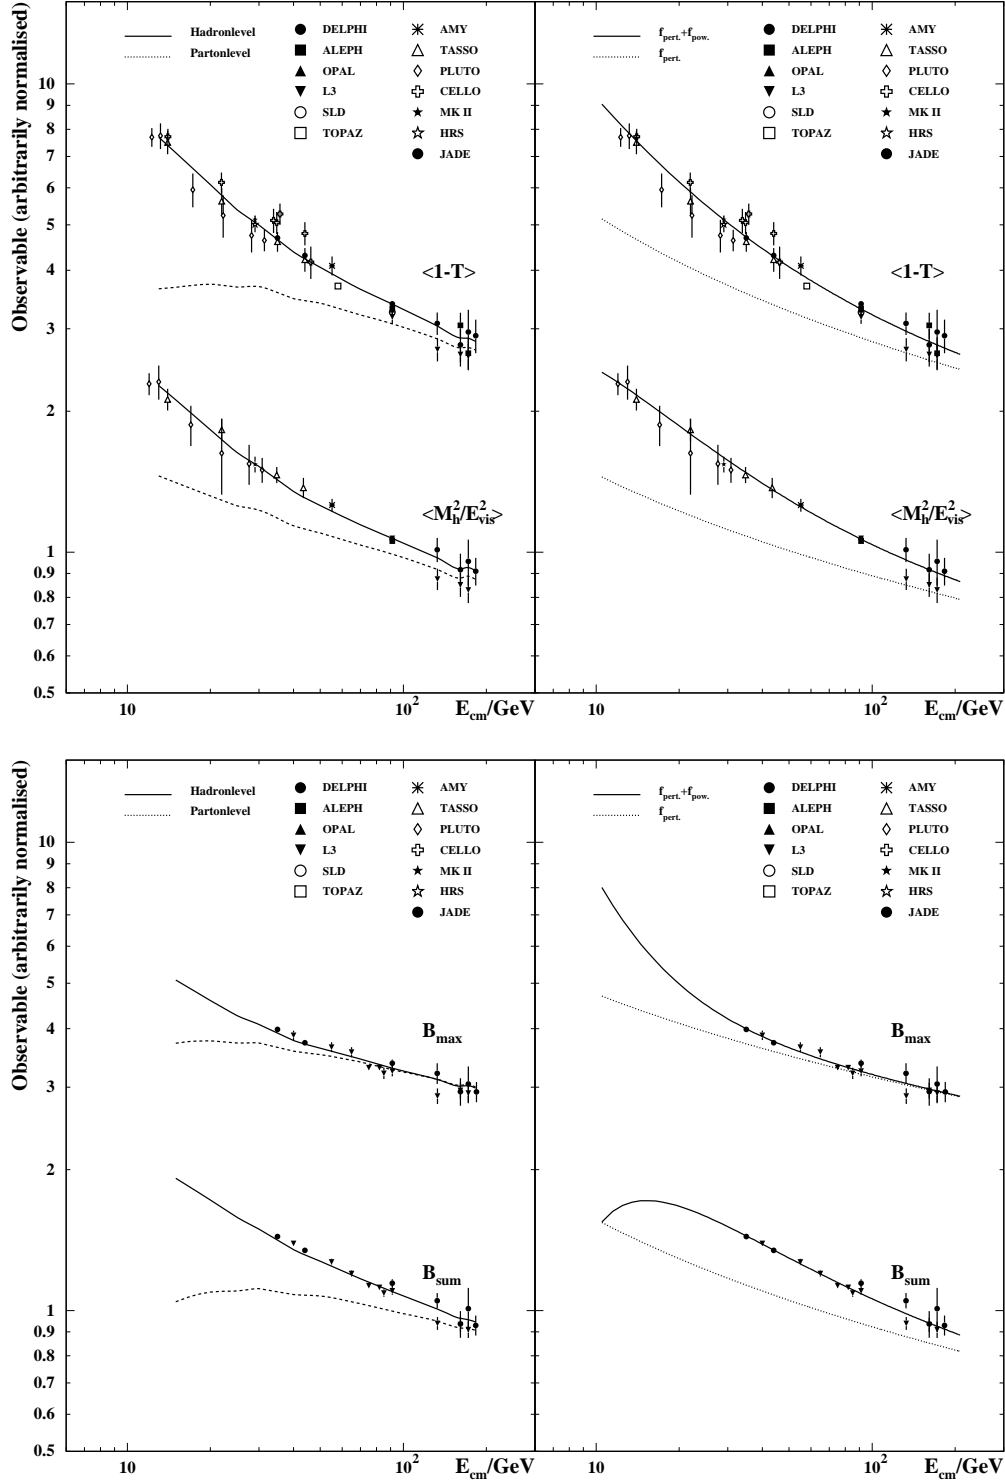 Observable (arbitrarily normalised)
Hadronlevel
Partonlevel
DELPHI
ALEPH
OPAL
L3
SLD
TOPAZ
AMY
TASSO
PLUTO
CELLO
MK II
HRS
JADE
10
9
8
7
6
5
4
3
2
1
0.9
0.8
0.7
0.6
0.5
<1-T>
<M_h^2/E_vis^2>
10
10^2
E_cm/GeV
f_pert.+f_pow.
f_pert.
DELPHI
ALEPH
OPAL
L3
SLD
TOPAZ
AMY
TASSO
PLUTO
CELLO
MK II
HRS
JADE
<1-T>
<M_h^2/E_vis^2>
10
10^2
E_cm/GeV
Observable (arbitrarily normalised)
Hadronlevel
Partonlevel
DELPHI
ALEPH
OPAL
L3
SLD
TOPAZ
AMY
TASSO
PLUTO
CELLO
MK II
HRS
JADE
10
9
8
7
6
5
4
3
2
1
0.9
0.8
0.7
0.6
0.5
B_max
B_sum
10
10^2
E_cm/GeV
f_pert.+f_pow.
f_pert.
DELPHI
ALEPH
OPAL
L3
SLD
TOPAZ
AMY
TASSO
PLUTO
CELLO
MK II
HRS
JADE
B_max
B_sum
10
10^2
E_cm/GeV